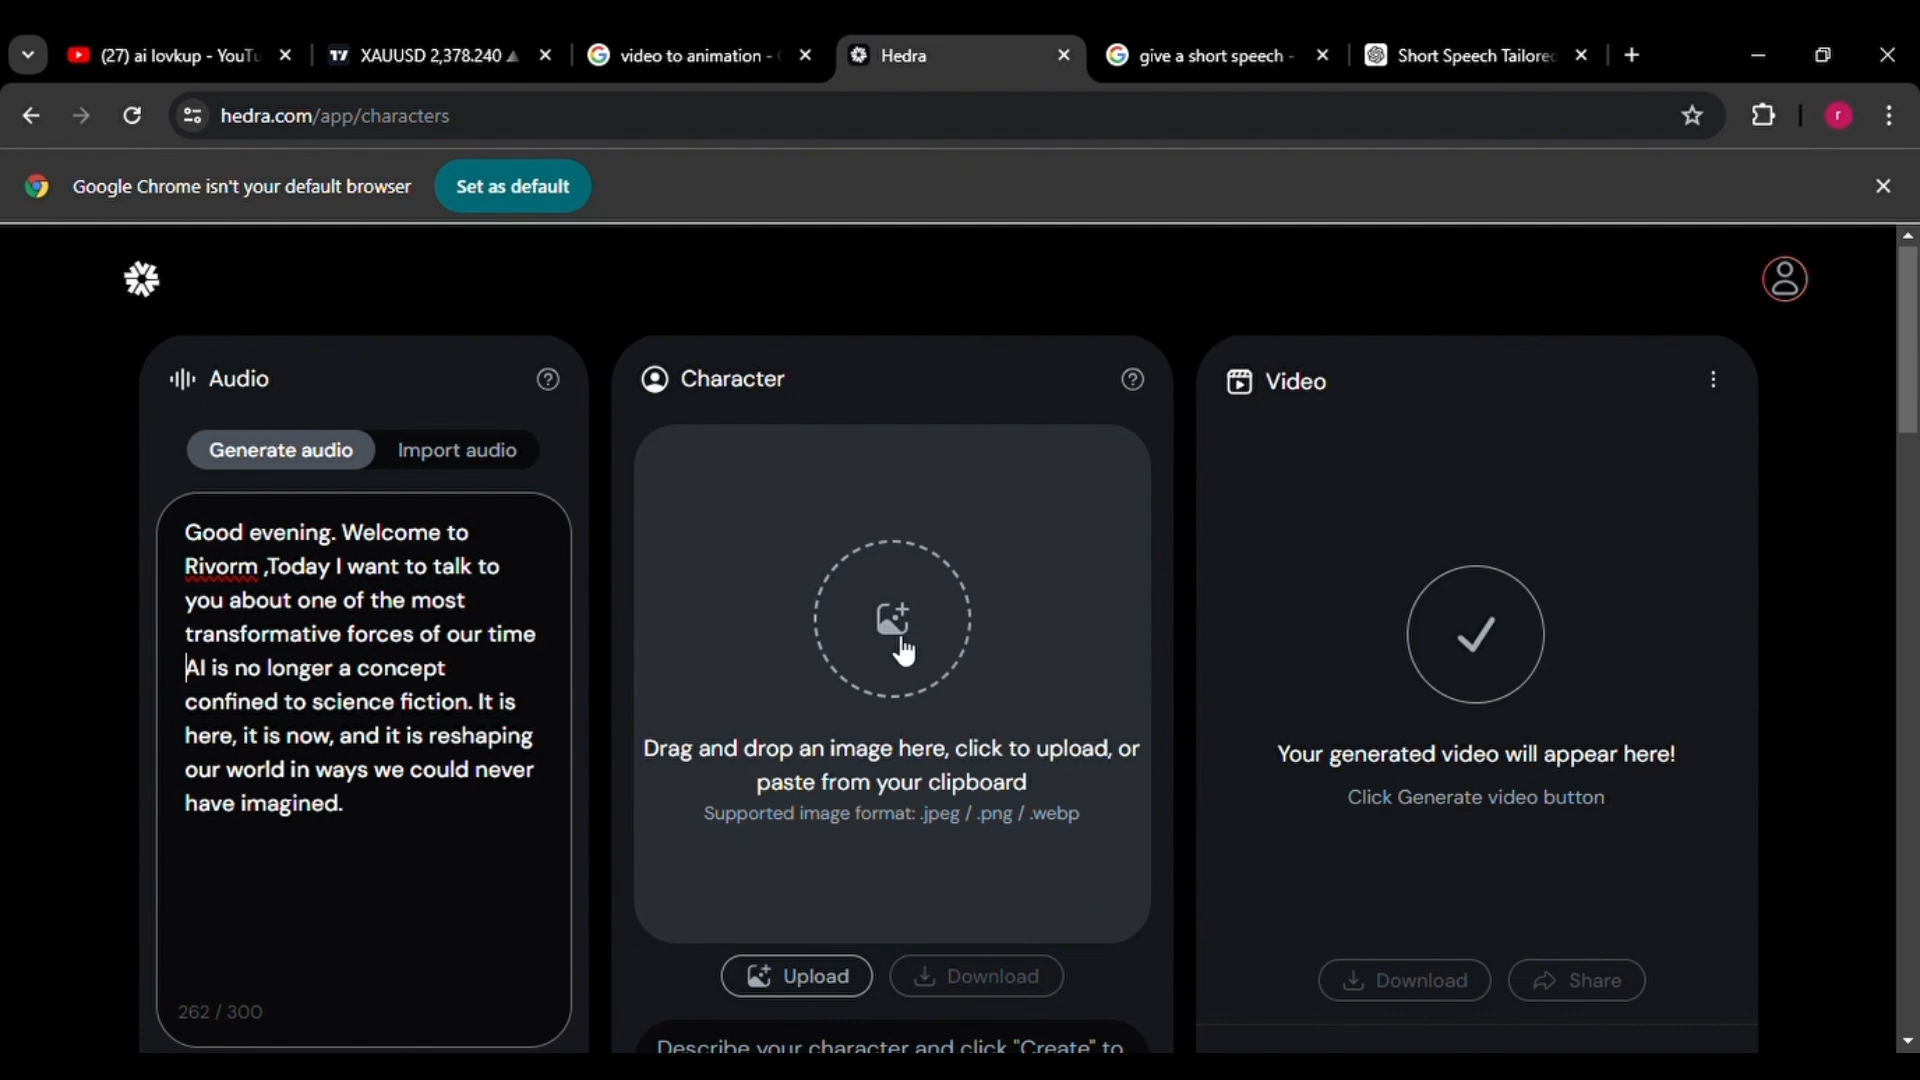 (27) ai lovkup - YouTu
XAUUSD 2,378.240
video to animation -
Hedra
give a short speech -
Short Speech Tailored
hedra.com/app/characters
Google Chrome isn't your default browser
Set as default
r
Audio
Generate audio
Import audio
Good evening. Welcome to
Rivorm ,Today I want to talk to
you about one of the most
transformative forces of our time
AI is no longer a concept
confined to science fiction. It is
here, it is now, and it is reshaping
our world in ways we could never
have imagined.
262 / 300
Character
Drag and drop an image here, click to upload, or
paste from your clipboard
Supported image format: .jpeg / .png / .webp
Upload
Download
Describe your character and click "Create" to
Video
Your generated video will appear here!
Click Generate video button
Download
Share